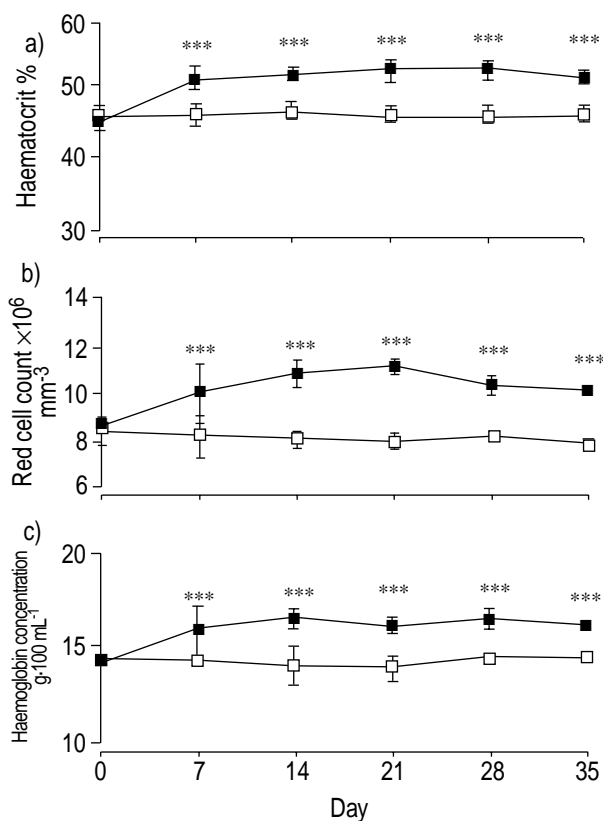 a)
Haematocrit %
60
50
40
30
*** *** *** *** ***
b)
Red cell count ×10⁶
mm-3
14
12
10
8
6
*** *** *** *** ***
c)
Haemoglobin concentration
g·100 mL⁻¹
20
15
10
*** *** *** *** ***
0 7 14 21 28 35
Day